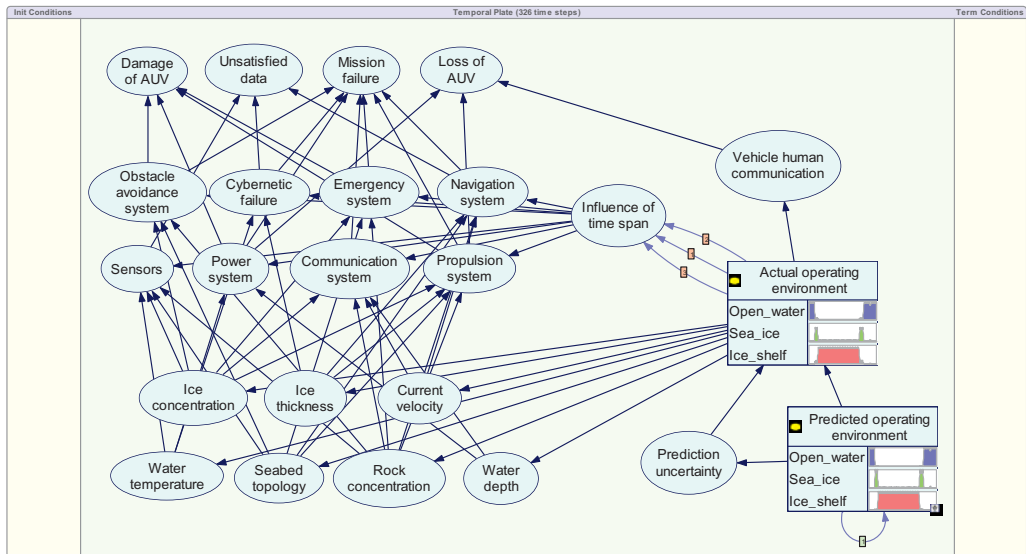 Init Conditions
Temporal Plate (326 time steps)
Term Conditions
Damage
of AUV
Unsatisfied
data
Mission
failure
Loss of
AUV
Vehicle human
communication
Obstacle
avoidance
system
Cybernetic
failure
Emergency
system
Navigation
system
Influence of
time span
Sensors
Power
system
Communication
system
Propulsion
system
Actual operating
environment
Open_water
Sea_ice
Ice_shelf
Ice
concentration
Ice
thickness
Current
velocity
Predicted operating
environment
Open_water
Sea_ice
Ice_shelf
Prediction
uncertainty
Water
temperature
Seabed
topology
Rock
concentration
Water
depth